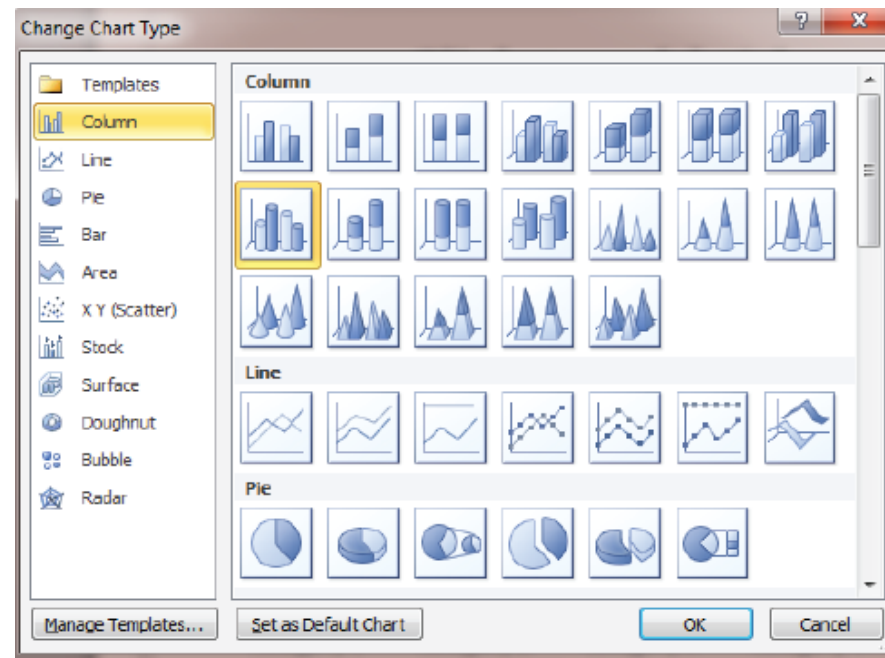 Change Chart Type
Templates
Column
Line
Pie
Bar
Area
X Y (Scatter)
Stock
Surface
Doughnut
Bubble
Radar
Column
Line
Pie
Manage Templates...
Set as Default Chart
OK
Cancel